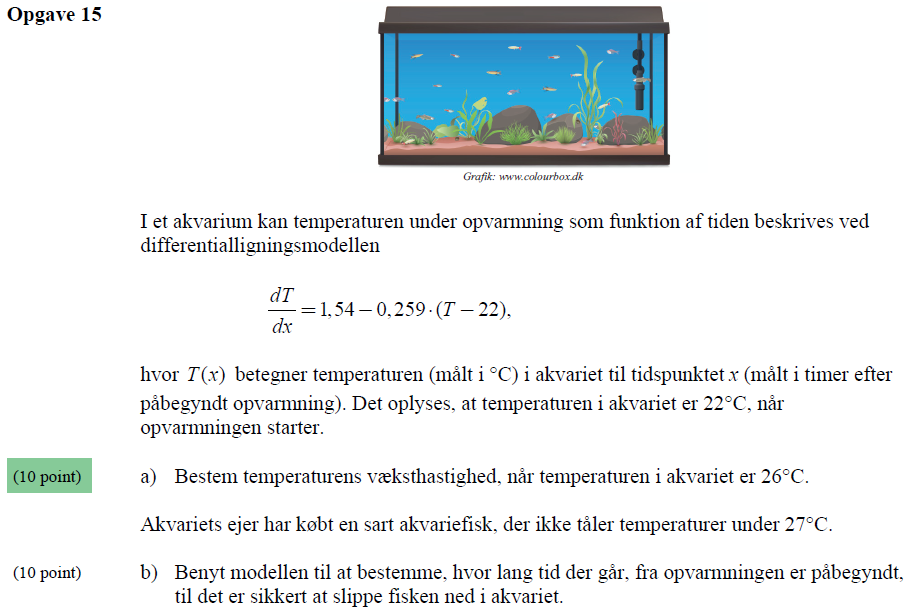 Opgave 15
Grafik: www.colourbox.dk
I et akvarium kan temperaturen under opvarmning som funktion af tiden beskrives ved
differentialligningsmodellen
dT/dx = 1,54 − 0,259 · (T − 22),
hvor T(x) betegner temperaturen (målt i °C) i akvariet til tidspunktet x (målt i timer efter
påbegyndt opvarmning). Det oplyses, at temperaturen i akvariet er 22°C, når
opvarmningen starter.
(10 point) a) Bestem temperaturens væksthastighed, når temperaturen i akvariet er 26°C.
Akvariets ejer har købt en sart akvariefisk, der ikke tåler temperaturer under 27°C.
(10 point) b) Benyt modellen til at bestemme, hvor lang tid der går, fra opvarmningen er påbegyndt,
til det er sikkert at slippe fisken ned i akvariet.